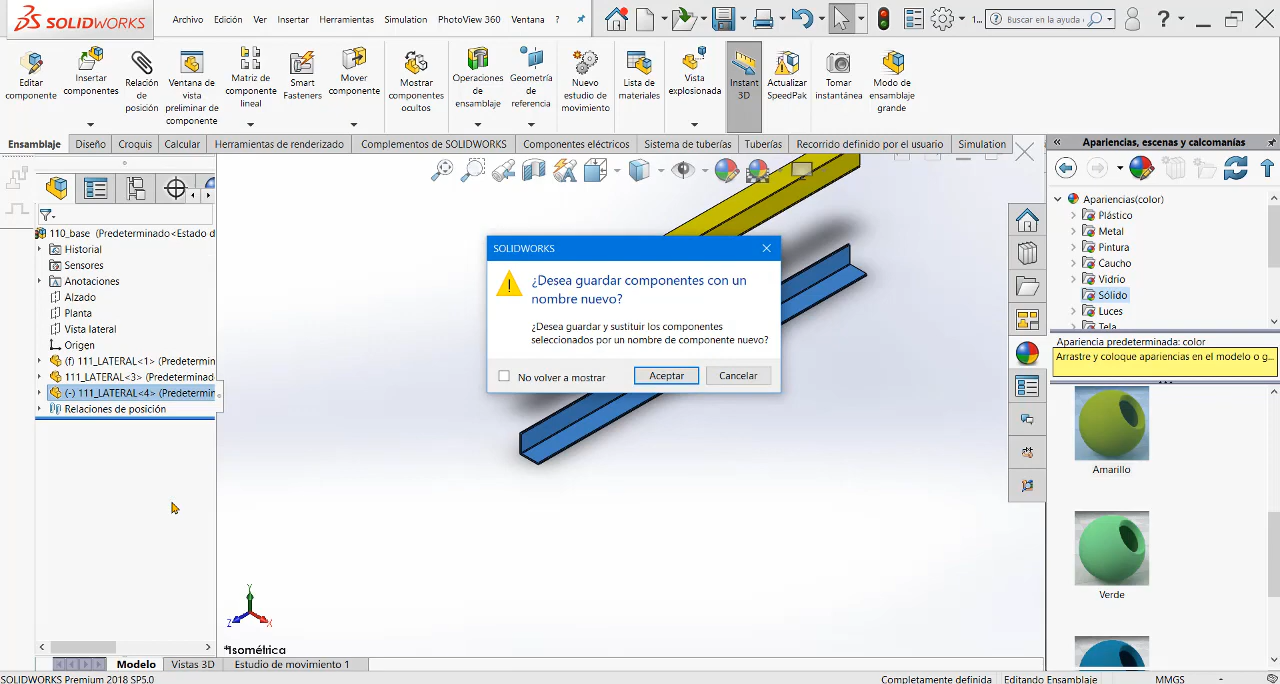 SOLIDWORKS
Archivo Edición Ver Insertar Herramientas Simulation PhotoView 360 Ventana ?
1...
Buscar en la ayuda
?
Editar componente
Insertar componentes
Relación de posición
Ventana de vista preliminar de componente
Matriz de componente lineal
Smart Fasteners
Mover componente
Mostrar componentes ocultos
Operaciones de ensamblaje
Geometría de referencia
Nuevo estudio de movimiento
Lista de materiales
Vista explosionada
Instant 3D
Actualizar SpeedPak
Tomar instantánea
Modo de ensamblaje grande
Ensamblaje Diseño Croquis Calcular Herramientas de renderizado Complementos de SOLIDWORKS Componentes eléctricos Sistema de tuberías Tuberías Recorrido definido por el usuario Simulation
110_base (Predeterminado<Estado d
Historial
Sensores
Anotaciones
Alzado
Planta
Vista lateral
Origen
(f) 111_LATERAL<1> (Predetermin
111_LATERAL<3> (Predeterminad
(-) 111_LATERAL<4> (Predetermir
Relaciones de posición
SOLIDWORKS
¿Desea guardar componentes con un
nombre nuevo?
¿Desea guardar y sustituir los componentes
seleccionados por un nombre de componente nuevo?
No volver a mostrar
Aceptar Cancelar
Y
Z X
*Isométrica
Apariencias, escenas y calcomanías
Apariencias(color)
Plástico
Metal
Pintura
Caucho
Vidrio
Sólido
Luces
Tela
Apariencia predeterminada: color
Arrastre y coloque apariencias en el modelo o g...
Amarillo
Verde
Modelo Vistas 3D Estudio de movimiento 1
SOLIDWORKS Premium 2018 SP5.0 Completamente definida Editando Ensamblaje MMGS -